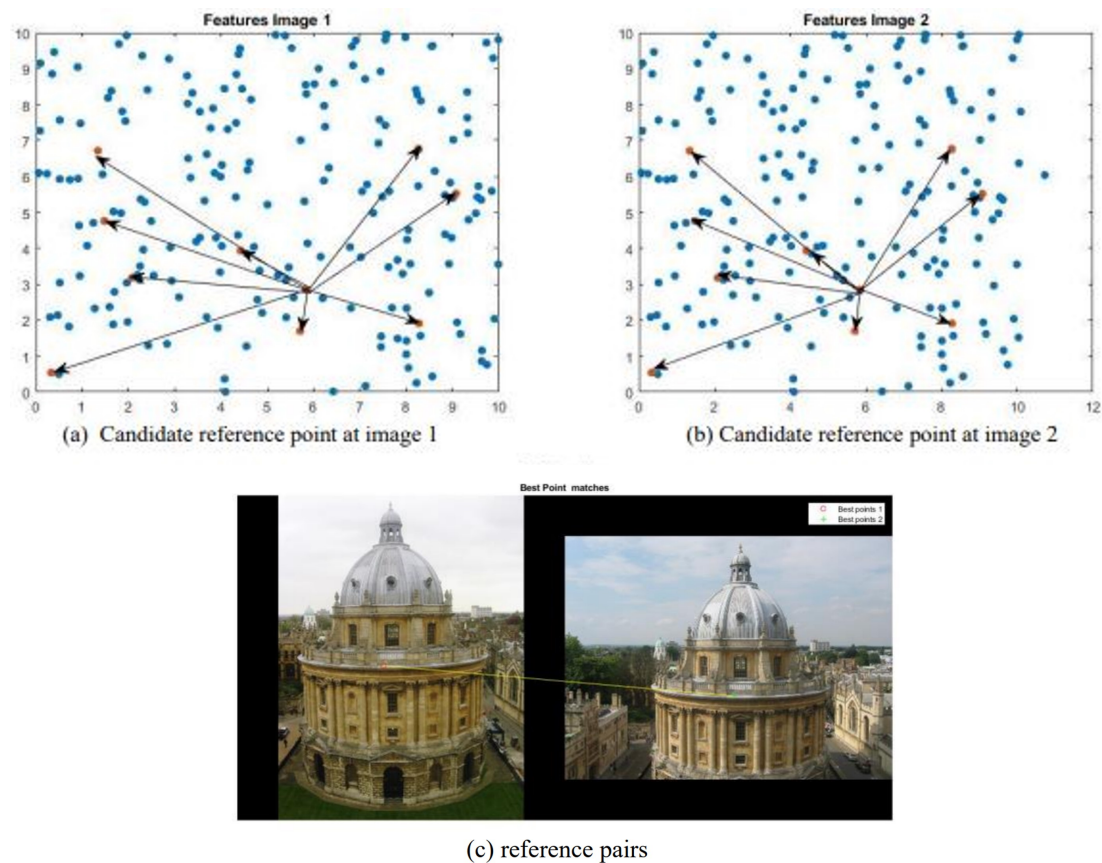 Features Image 1
10
9
8
7
6
5
4
3
2
1
0
0 1 2 3 4 5 6 7 8 9 10
(a) Candidate reference point at image 1
Features Image 2
10
9
8
7
6
5
4
3
2
1
0
0 2 4 6 8 10 12
(b) Candidate reference point at image 2
Best Point matches
Best points 1
Best points 2
(c) reference pairs